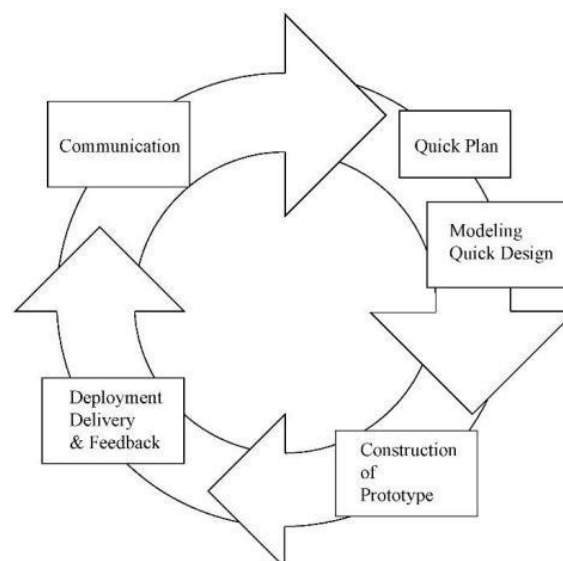 Communication
Quick Plan
Modeling
Quick Design
Construction
of
Prototype
Deployment
Delivery
& Feedback